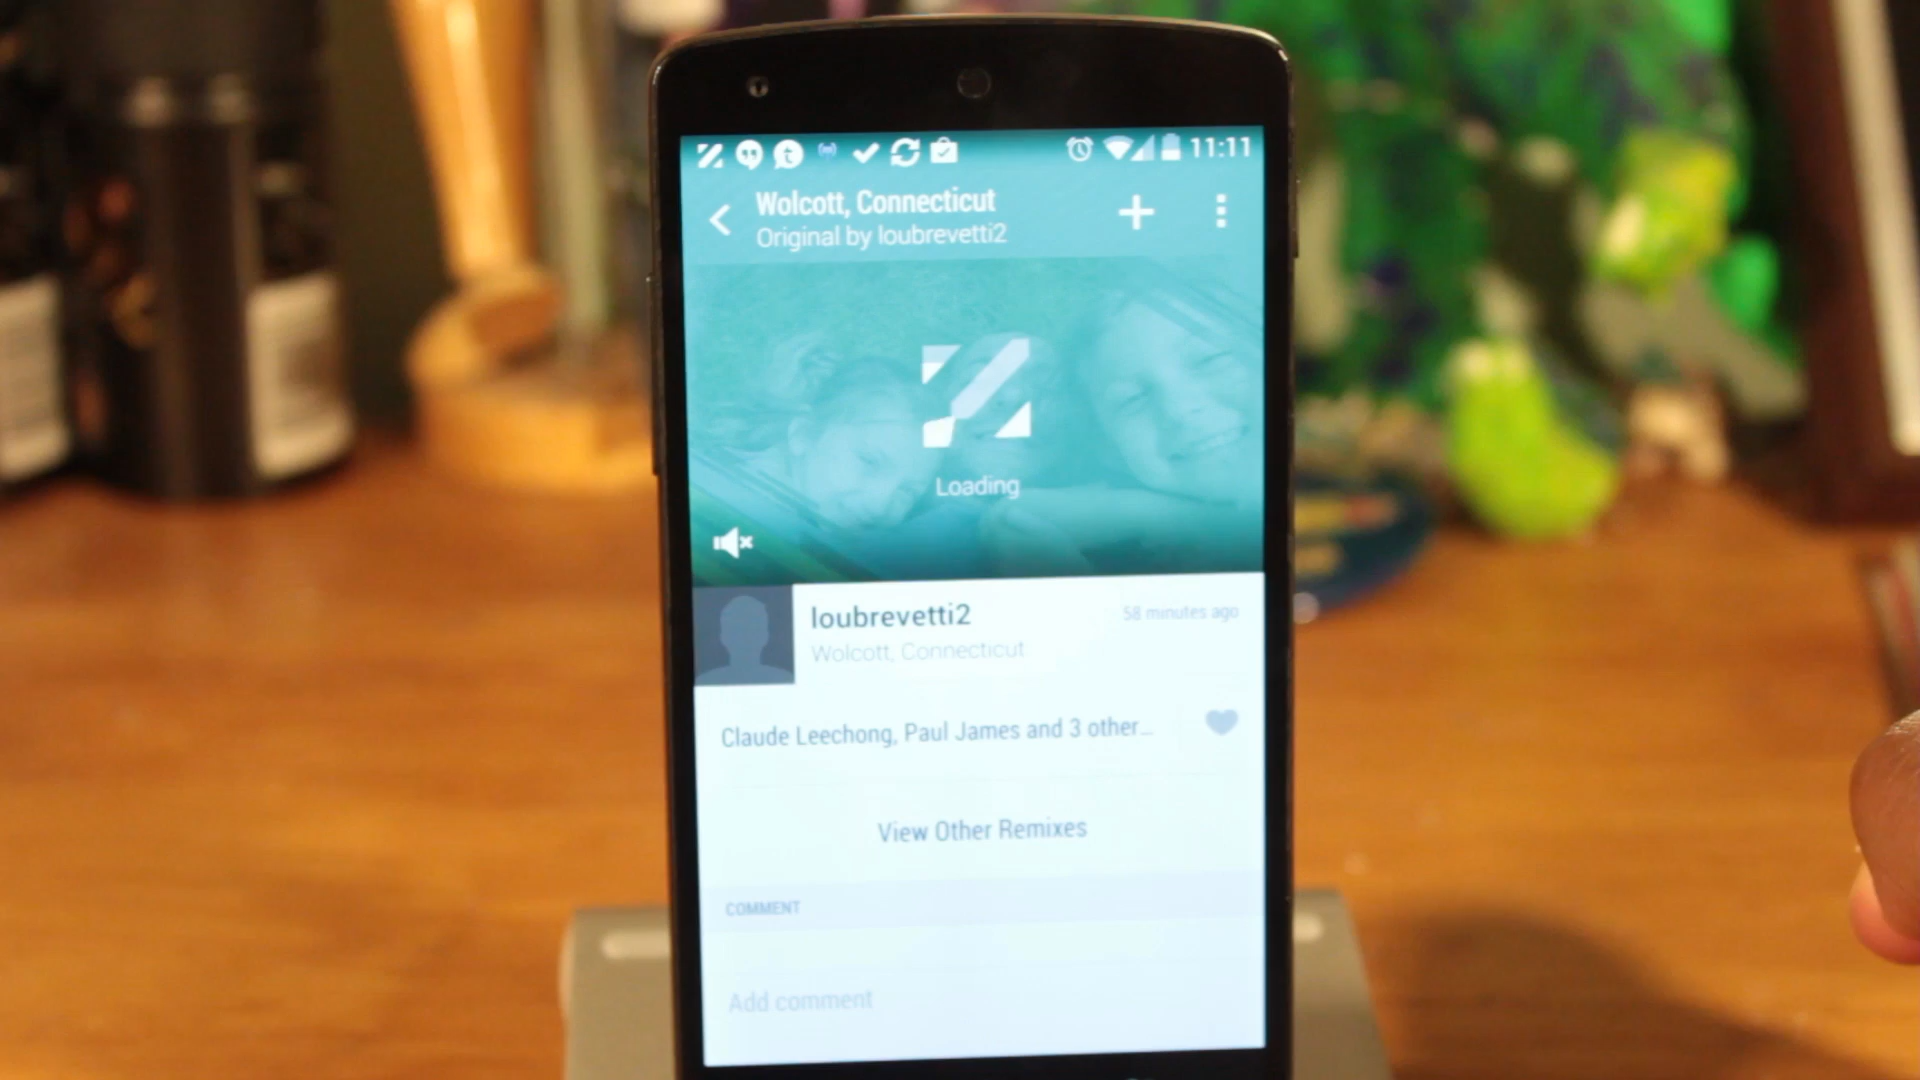 11:11
Wolcott, Connecticut
Original by loubrevetti2
Loading
loubrevetti2
58 minutes ago
Wolcott, Connecticut
Claude Leechong, Paul James and 3 other...
View Other Remixes
COMMENT
Add comment